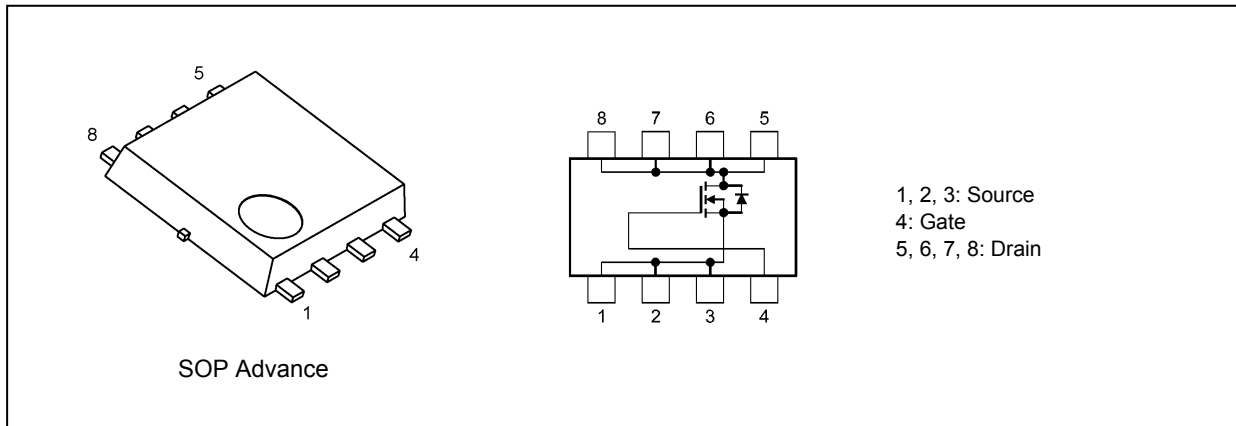 5
8
4
1
SOP Advance
8 7 6 5
1 2 3 4
1, 2, 3: Source
4: Gate
5, 6, 7, 8: Drain